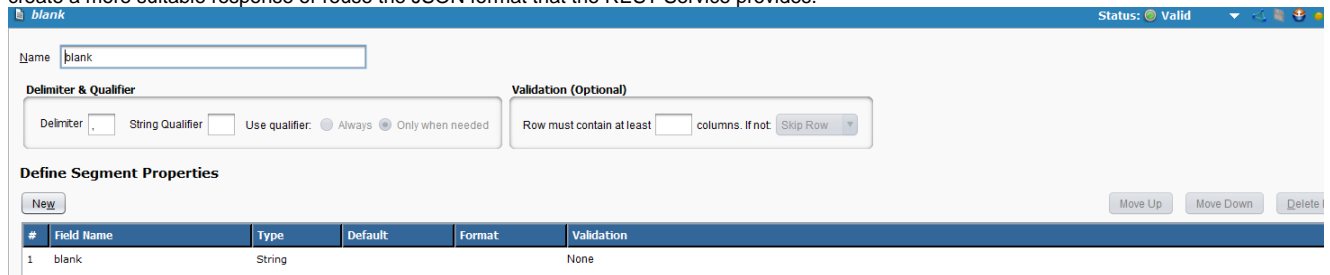 create a more suitable response or reuse the JSON format that the REST Service provides.
blank Status: Valid
Name blank
Delimiter & Qualifier Validation (Optional)
Delimiter , String Qualifier Use qualifier: Always Only when needed Row must contain at least columns. If not: Skip Row
Define Segment Properties
New Move Up Move Down Delete
# Field Name Type Default Format Validation
1 blank String None